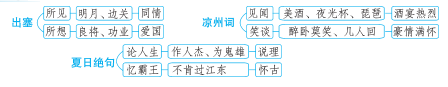 出塞
所见 明月、边关 同情
所想 良将、功业 爱国
凉州词
见闻 美酒、夜光杯、琵琶 酒宴热烈
笑谈 醉卧莫笑、几人回 豪情满怀
夏日绝句
论人生 作人杰、为鬼雄 说理
忆霸王 不肯过江东 怀古